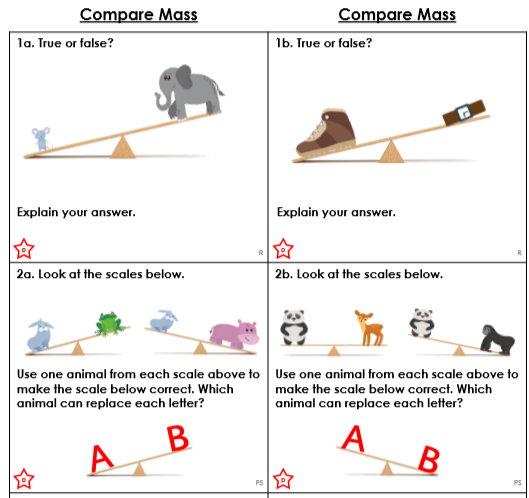 Compare Mass
1a. True or false?
Explain your answer.
D
R
Compare Mass
1b. True or false?
Explain your answer.
D
R
2a. Look at the scales below.
Use one animal from each scale above to
make the scale below correct. Which
animal can replace each letter?
A
B
D
PS
2b. Look at the scales below.
Use one animal from each scale above to
make the scale below correct. Which
animal can replace each letter?
A
B
D
PS